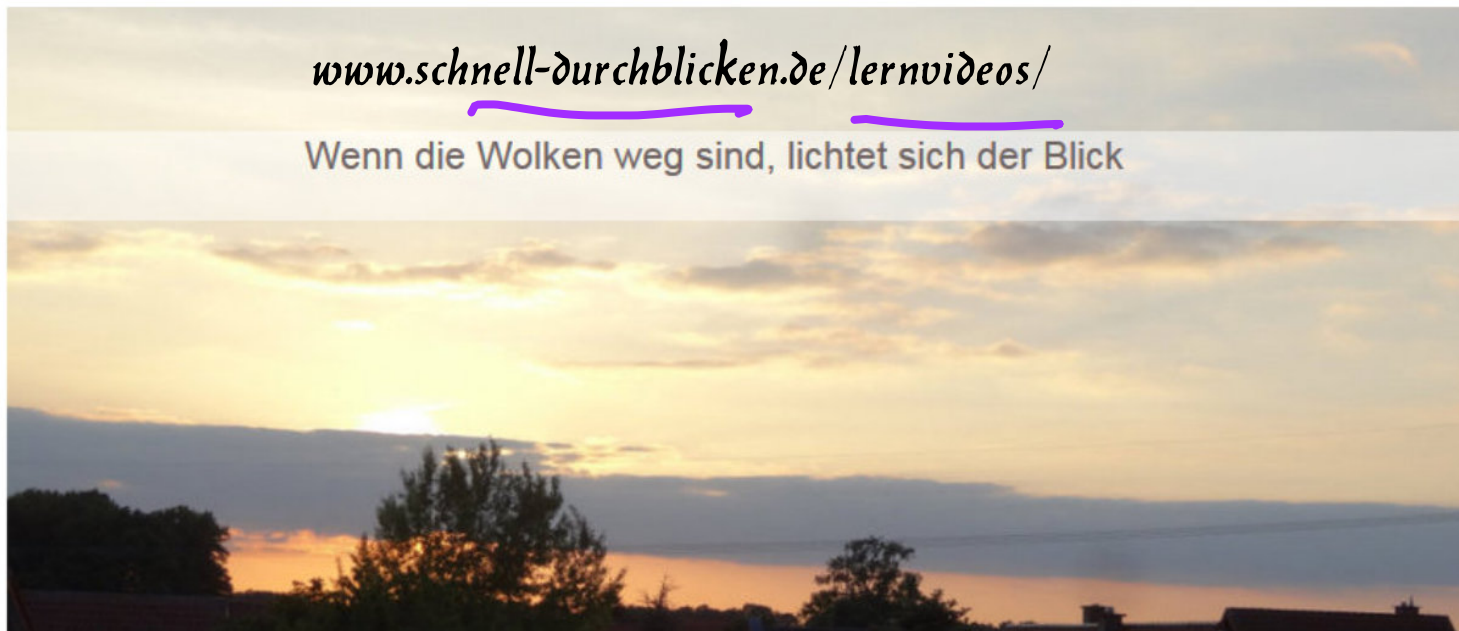 www.schnell-durchblicken.de/lernvideos/
Wenn die Wolken weg sind, lichtet sich der Blick